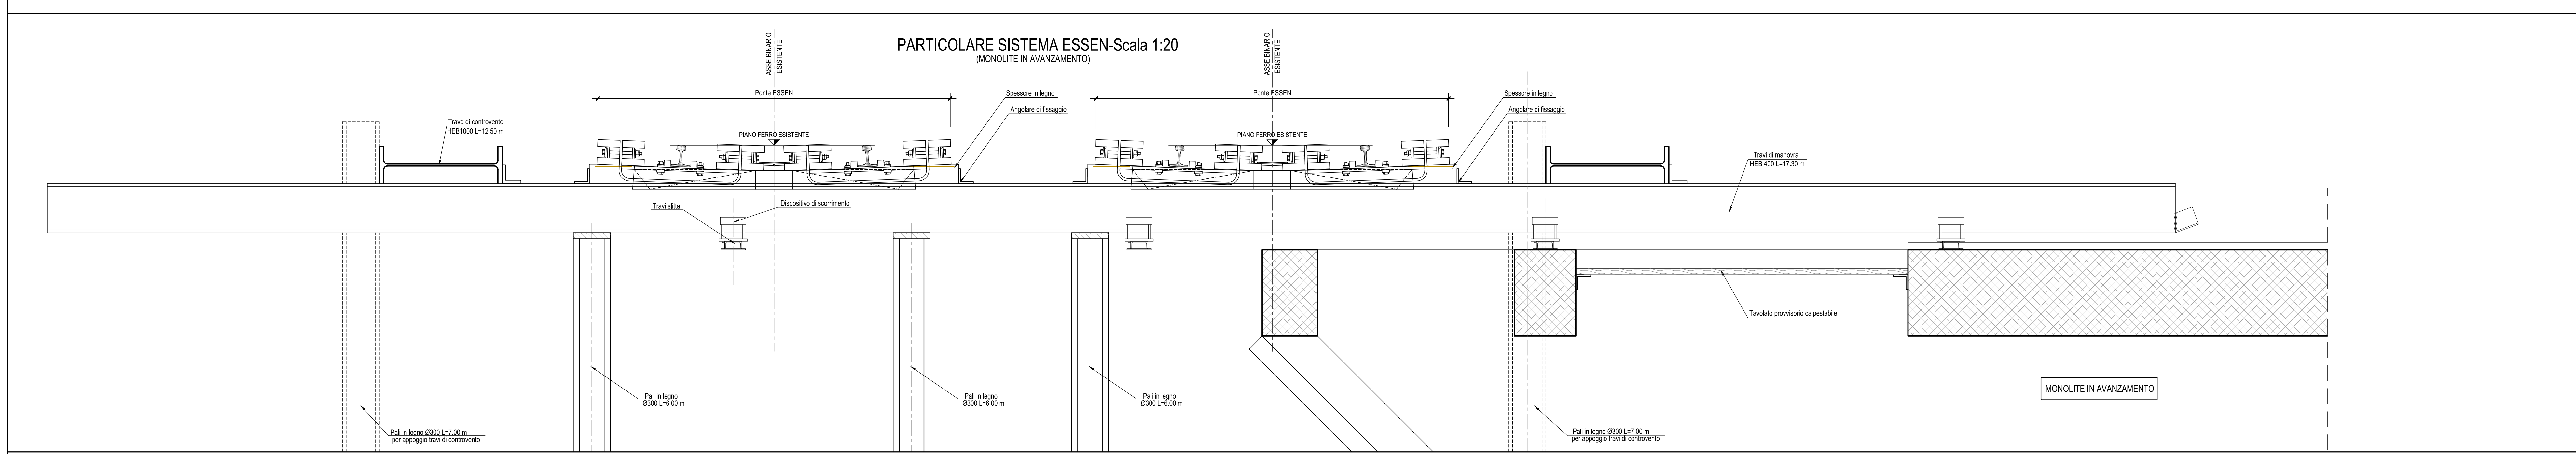 PARTICOLARE SISTEMA ESSEN-Scala 1:20
(MONOLITE IN AVANZAMENTO)
ASSE BINARIO
ESISTENTE
ASSE BINARIO
ESISTENTE
Ponte ESSEN
Spessore in legno
Angolare di fissaggio
Ponte ESSEN
Spessore in legno
Angolare di fissaggio
Trave di controvento
HEB1000 L=12.50 m
PIANO FERRO ESISTENTE
PIANO FERRO ESISTENTE
Travi di manovra
HEB 400 L=17,30 m
Travi slitta
Dispositivo di scorrimento
Tavolato provvisorio calpestabile
MONOLITE IN AVANZAMENTO
Pali in legno
Ø300 L=6.00 m
Pali in legno
Ø300 L=6.00 m
Pali in legno
Ø300 L=6.00 m
Pali in legno Ø300 L=7,00 m
per appoggio travi di controvento
Pali in legno Ø300 L=7,00 m
per appoggio travi di controvento